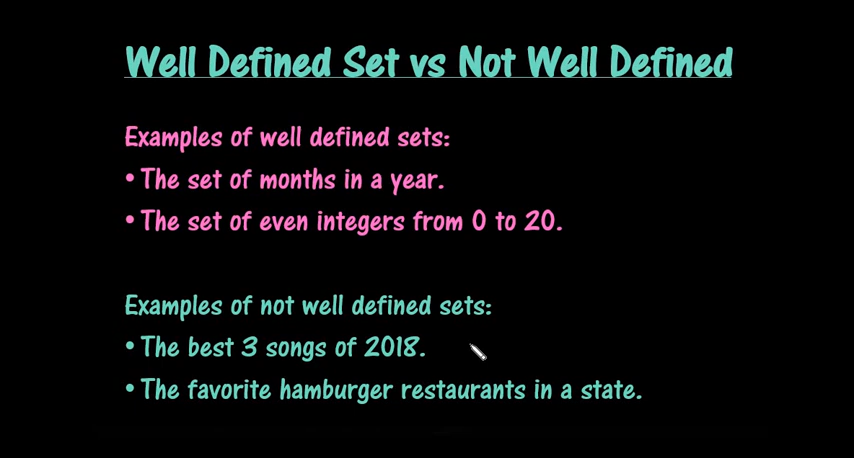 Well Defined Set vs Not Well Defined
Examples of well defined sets:
• The set of months in a year.
• The set of even integers from 0 to 20.
Examples of not well defined sets:
• The best 3 songs of 2018.
• The favorite hamburger restaurants in a state.